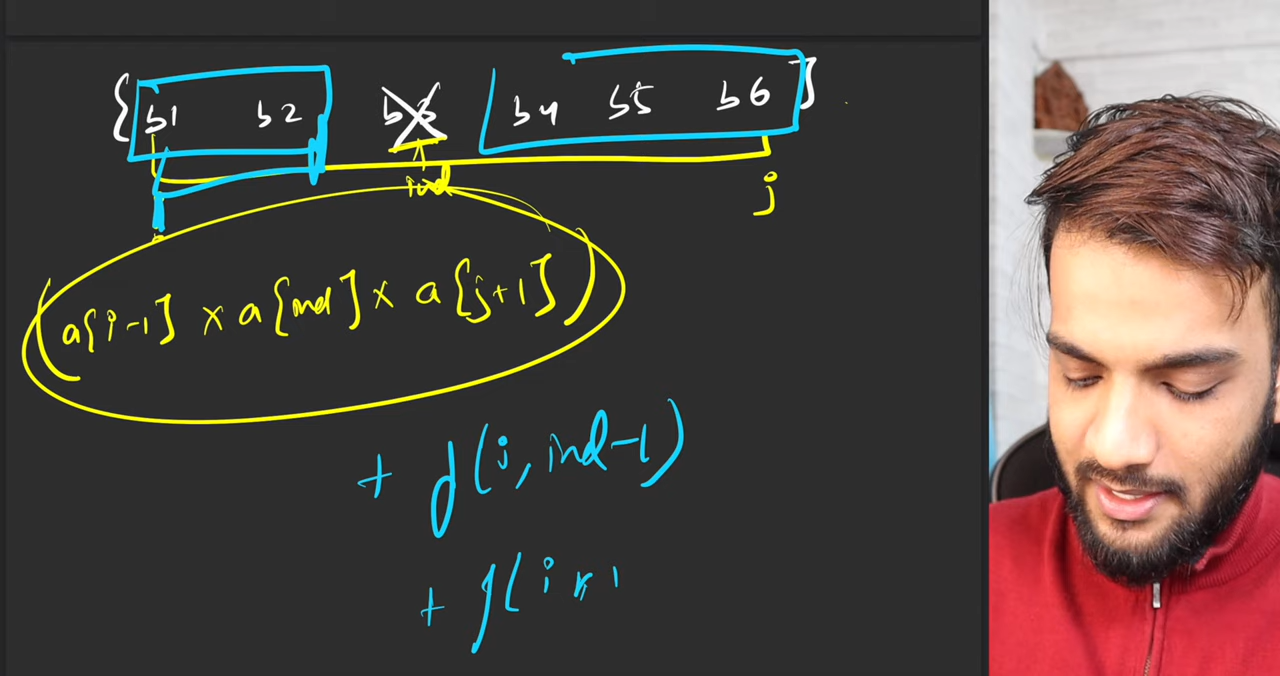 { b1 b2 b3 b4 b5 b6 ]
ind
j
(a[i-1] x a[ind] x a[j+1])
+ f(i, ind-1)
+ f(i